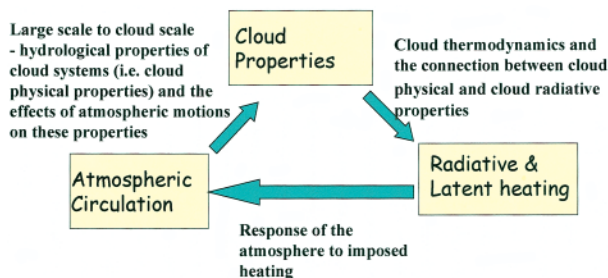 Large scale to cloud scale
- hydrological properties of
cloud systems (i.e. cloud
physical properties) and the
effects of atmospheric motions
on these properties
Cloud
Properties
Cloud thermodynamics and
the connection between cloud
physical and cloud radiative
properties
Atmospheric
Circulation
Radiative &
Latent heating
Response of the
atmosphere to imposed
heating